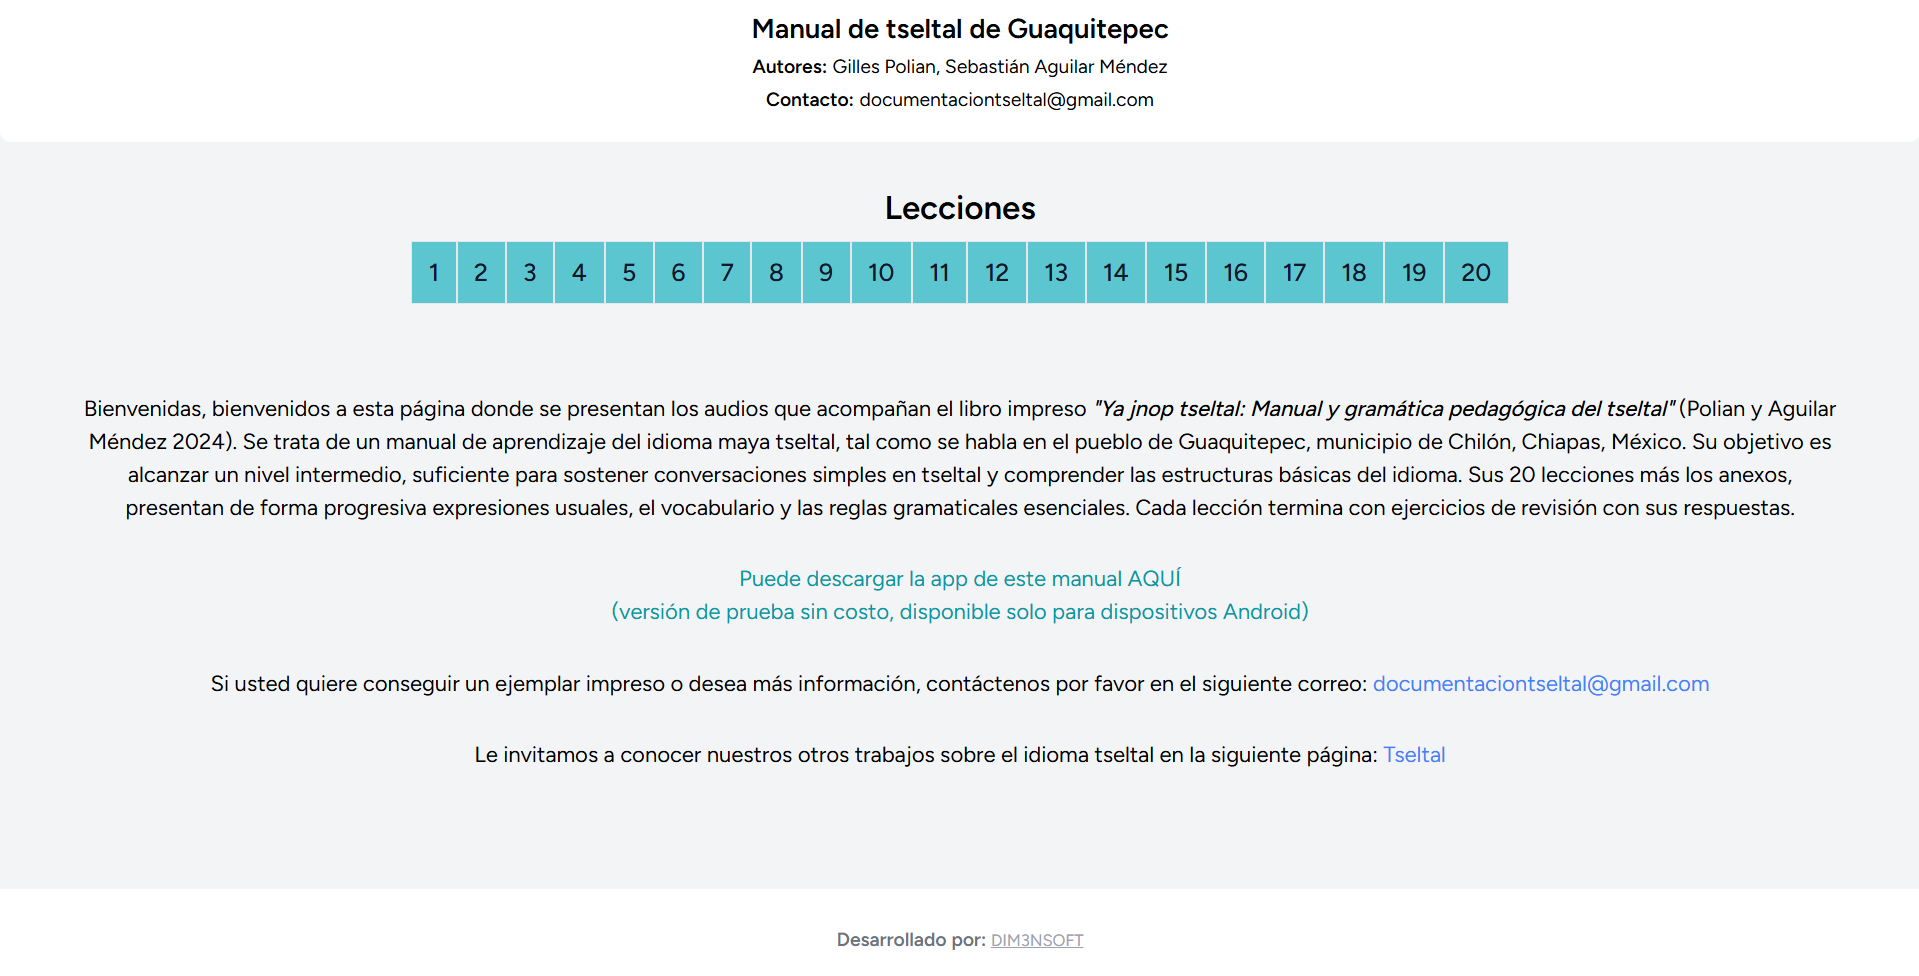 Manual de tseltal de Guaquitepec
Autores: Gilles Polian, Sebastián Aguilar Méndez
Contacto: documentaciontseltal@gmail.com
Lecciones
1 2 3 4 5 6 7 8 9 10 11 12 13 14 15 16 17 18 19 20
Bienvenidas, bienvenidos a esta página donde se presentan los audios que acompañan el libro impreso "Ya jnop tseltal: Manual y gramática pedagógica del tseltal" (Polian y Aguilar
Méndez 2024). Se trata de un manual de aprendizaje del idioma maya tseltal, tal como se habla en el pueblo de Guaquitepec, municipio de Chilón, Chiapas, México. Su objetivo es
alcanzar un nivel intermedio, suficiente para sostener conversaciones simples en tseltal y comprender las estructuras básicas del idioma. Sus 20 lecciones más los anexos,
presentan de forma progresiva expresiones usuales, el vocabulario y las reglas gramaticales esenciales. Cada lección termina con ejercicios de revisión con sus respuestas.
Puede descargar la app de este manual AQUÍ
(versión de prueba sin costo, disponible solo para dispositivos Android)
Si usted quiere conseguir un ejemplar impreso o desea más información, contáctenos por favor en el siguiente correo: documentaciontseltal@gmail.com
Le invitamos a conocer nuestros otros trabajos sobre el idioma tseltal en la siguiente página: Tseltal
Desarrollado por: DIM3NSOFT